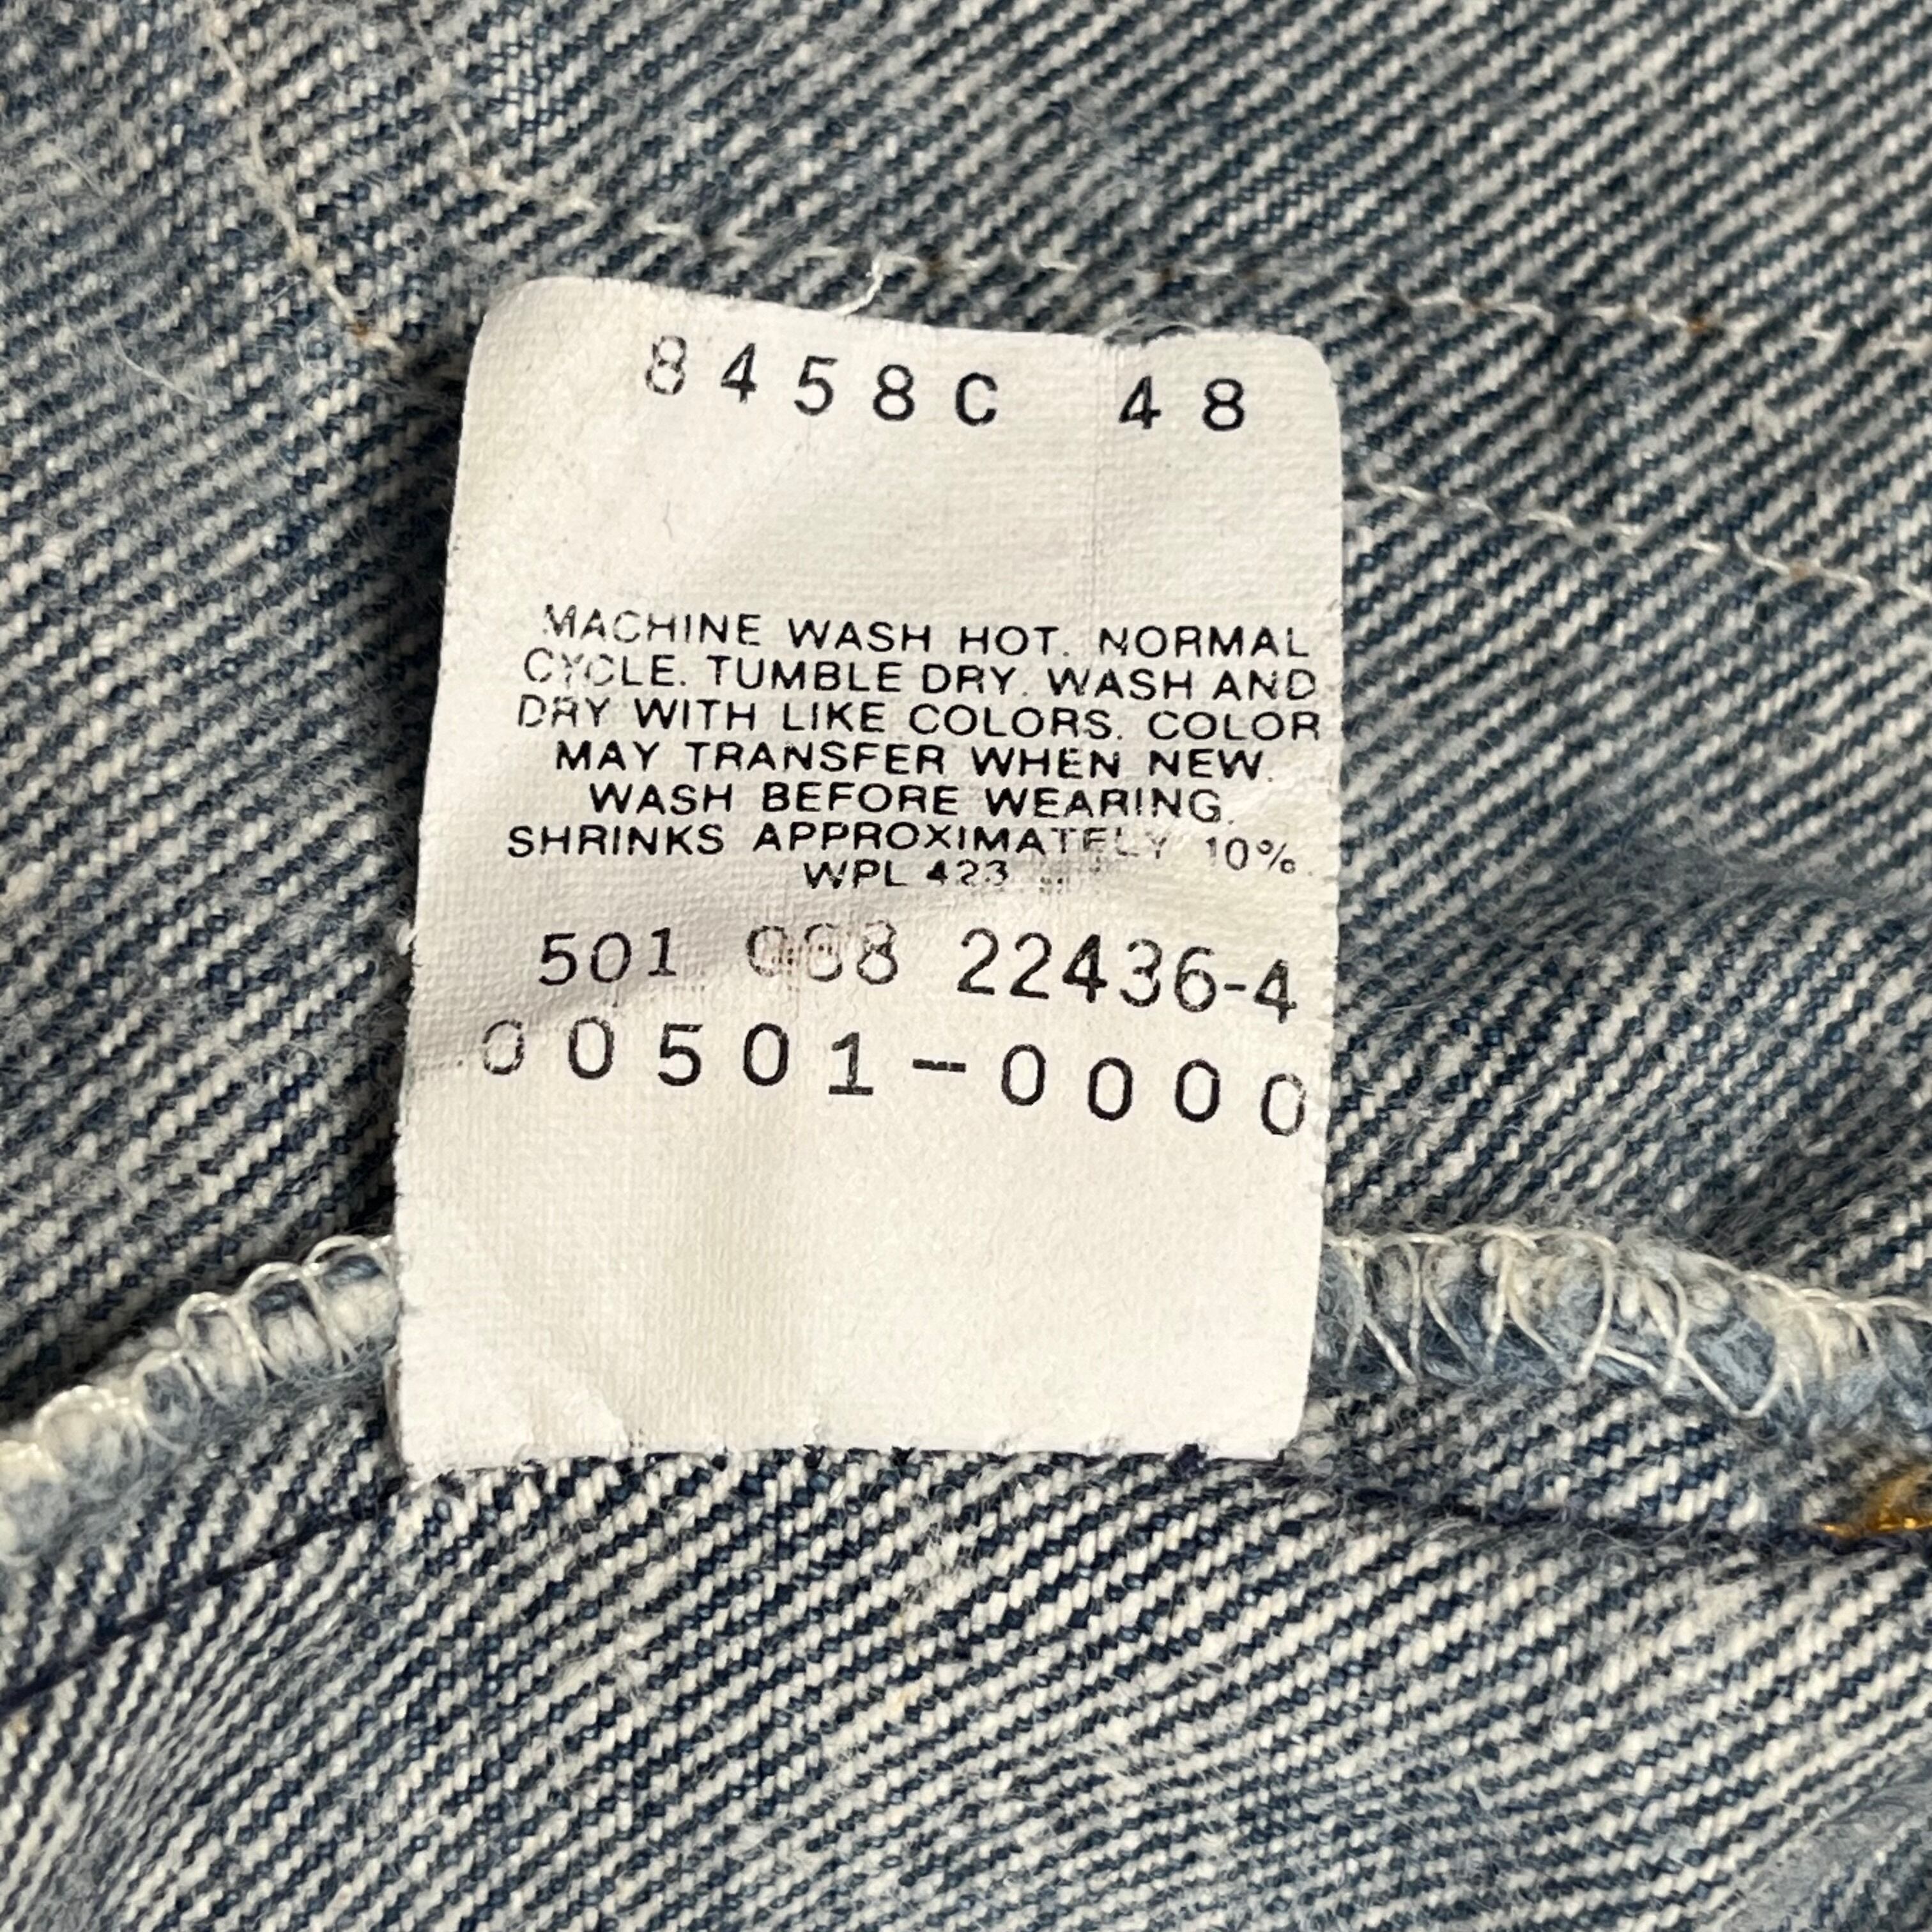 8458C 48
MACHINE WASH HOT. NORMAL
CYCLE. TUMBLE DRY. WASH AND
DRY WITH LIKE COLORS. COLOR
MAY TRANSFER WHEN NEW.
WASH BEFORE WEARING.
SHRINKS APPROXIMATELY 10%.
WPL 423
501 22436-4
00501-0000